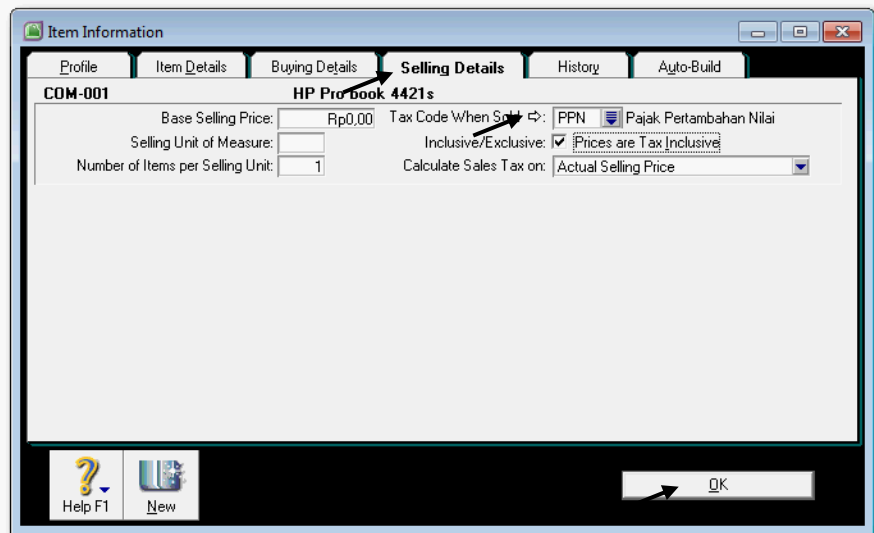 Item Information
Profile Item Details Buying Details Selling Details History Auto-Build
COM-001 HP Pro book 4421s
Base Selling Price: Rp0,00 Tax Code When Sold ⇨: PPN Pajak Pertambahan Nilai
Selling Unit of Measure: Inclusive/Exclusive: Prices are Tax Inclusive
Number of Items per Selling Unit: 1 Calculate Sales Tax on: Actual Selling Price
OK
Help F1 New